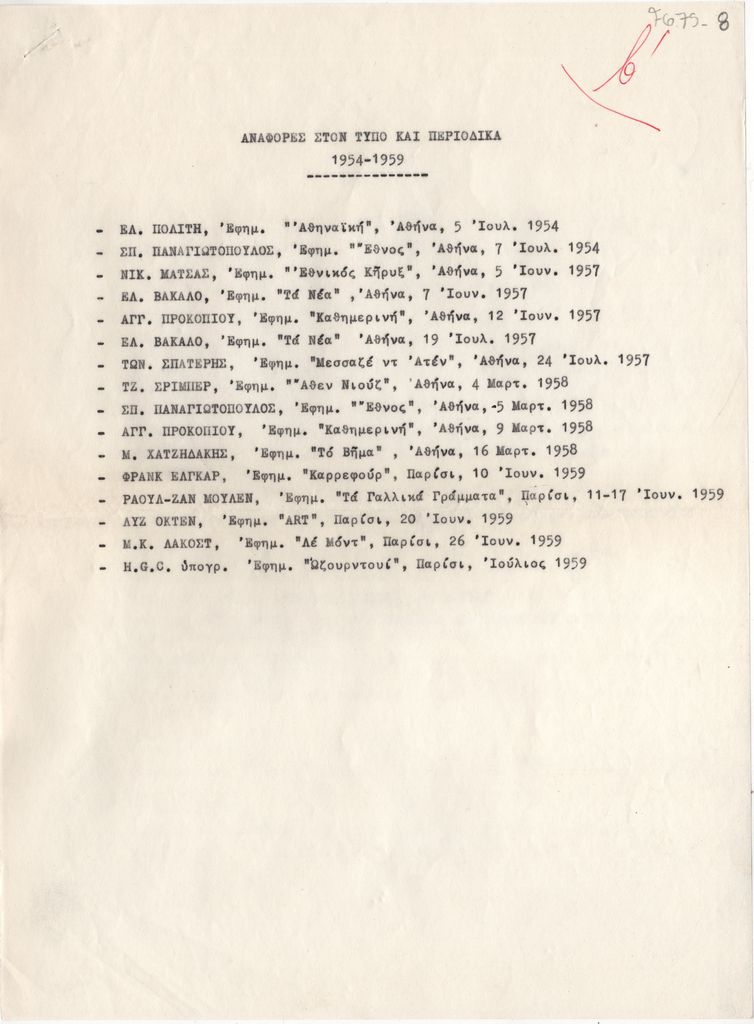 7675-8
β'
ΑΝΑΦΟΡΕΣ ΣΤΟΝ ΤΥΠΟ ΚΑΙ ΠΕΡΙΟΔΙΚΑ
1954-1959
- ΕΛ. ΠΟΛΙΤΗ, 'Εφημ. "'Αθηναϊκή", 'Αθήνα, 5 'Ιουλ. 1954
- ΣΠ. ΠΑΝΑΓΙΩΤΟΠΟΥΛΟΣ, 'Εφημ. "'Εθνος", 'Αθήνα, 7 'Ιουλ. 1954
- ΝΙΚ. ΜΑΤΣΑΣ, 'Εφημ. "'Εθνικός Κῆρυξ", 'Αθήνα, 5 'Ιουν. 1957
- ΕΛ. ΒΑΚΑΛΟ, 'Εφημ. "Τά Νέα" ,'Αθήνα, 7 'Ιουν. 1957
- ΑΓΓ. ΠΡΟΚΟΠΙΟΥ, 'Εφημ. "Καθημερινή", 'Αθήνα, 12 'Ιουν. 1957
- ΕΛ. ΒΑΚΑΛΟ, 'Εφημ. "Τά Νέα" 'Αθήνα, 19 'Ιουλ. 1957
- ΤΩΝ. ΣΠΑΤΕΡΗΣ, 'Εφημ. "Μεσσαζέ ντ 'Ατέν", 'Αθήνα, 24 'Ιουλ. 1957
- ΤΖ. ΣΡΙΜΠΕΡ, 'Εφημ. "'Αθεν Νιούζ", 'Αθήνα, 4 Μαρτ. 1958
- ΣΠ. ΠΑΝΑΓΙΩΤΟΠΟΥΛΟΣ, 'Εφημ. "'Εθνος", 'Αθήνα,-5 Μαρτ. 1958
- ΑΓΓ. ΠΡΟΚΟΠΙΟΥ, 'Εφημ. "Καθημερινή", 'Αθήνα, 9 Μαρτ. 1958
- Μ. ΧΑΤΖΗΔΑΚΗΣ, 'Εφημ. "Τό Βῆμα" , 'Αθήνα, 16 Μαρτ. 1958
- ΦΡΑΝΚ ΕΛΓΚΑΡ, 'Εφημ. "Καρρεφούρ", Παρίσι, 10 'Ιουν. 1959
- ΡΑΟΥΛ-ΖΑΝ ΜΟΥΛΕΝ, 'Εφημ. "Τά Γαλλικά Γράμματα", Παρίσι, 11-17 'Ιουν. 1959
- ΛΥΖ ΟΚΤΕΝ, 'Εφημ. "ART", Παρίσι, 20 'Ιουν. 1959
- Μ.Κ. ΛΑΚΟΣΤ, 'Εφημ. "Λέ Μόντ", Παρίσι, 26 'Ιουν. 1959
- H.G.C. ὑπογρ. 'Εφημ. "Ὠζουρντουί", Παρίσι, 'Ιούλιος 1959